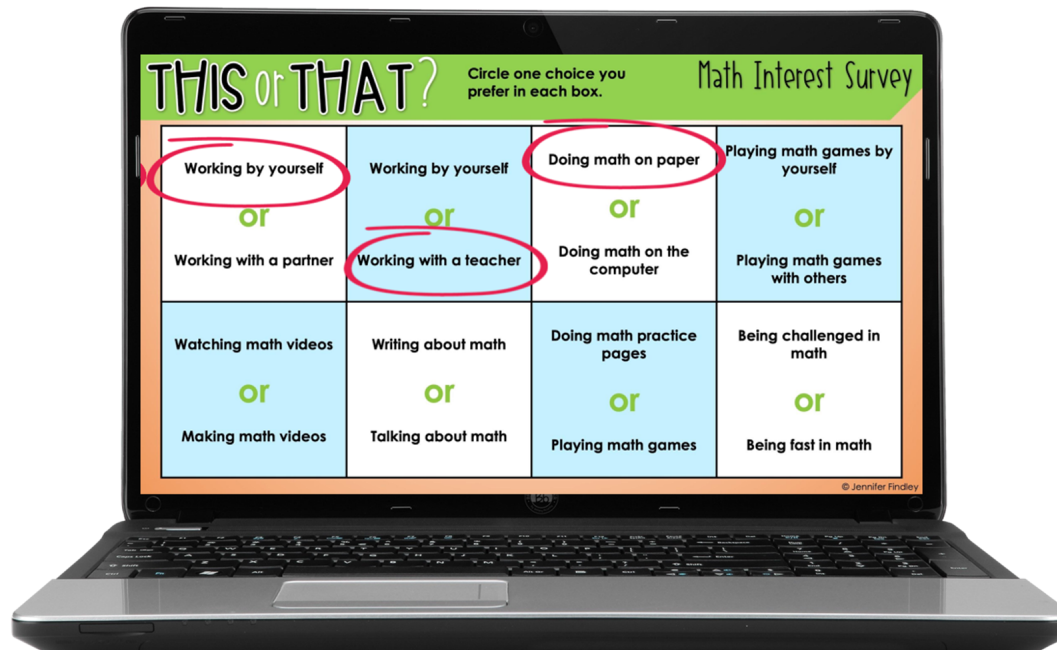 THIS or THAT?
Circle one choice you
prefer in each box.
Math Interest Survey
Working by yourself
or
Working with a partner
Working by yourself
or
Working with a teacher
Doing math on paper
or
Doing math on the
computer
Playing math games by
yourself
or
Playing math games
with others
Watching math videos
or
Making math videos
Writing about math
or
Talking about math
Doing math practice
pages
or
Playing math games
Being challenged in
math
or
Being fast in math
© Jennifer Findley